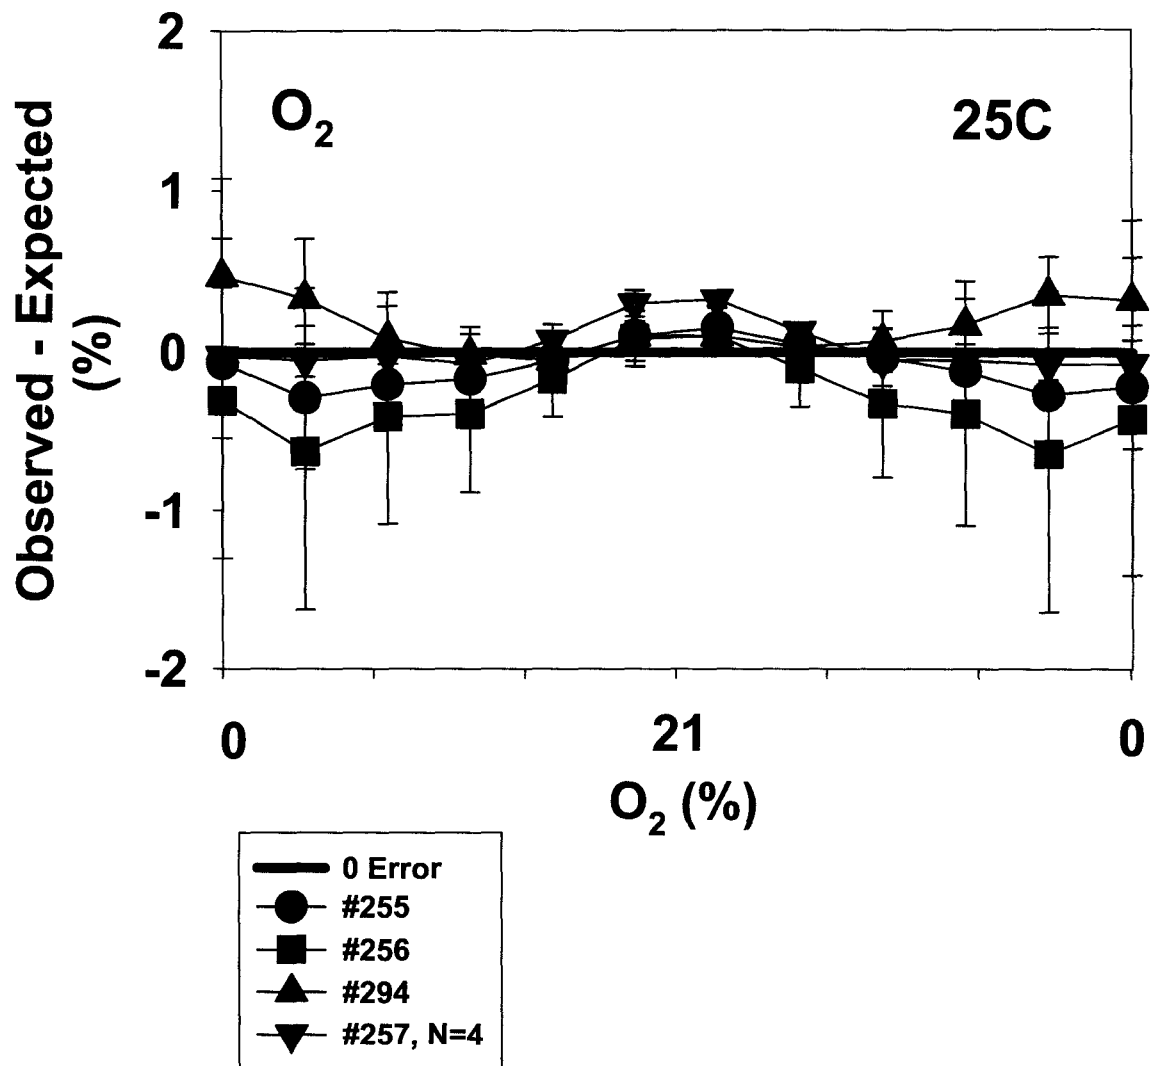 2
O2
25C
1
Observed - Expected
(%)
0
-1
-2
0
21
0
O2 (%)
0 Error
#255
#256
#294
#257, N=4